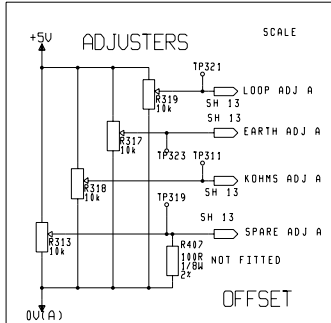 +5V
ADJUSTERS
SCALE
TP321
R319
10k
LOOP ADJ A
SH 13
SH 13
R317
10k
EARTH ADJ A
TP323
TP311
R318
10k
KOHMS ADJ A
SH 13
TP319
SH 13
R313
10k
SPARE ADJ A
R407
100R
1/8W
2%
NOT FITTED
OFFSET
0V(A)